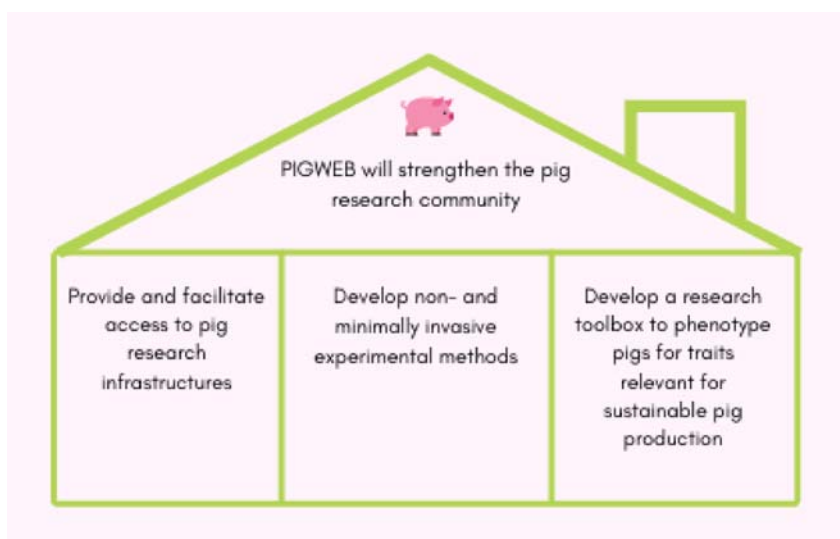 PIGWEB will strengthen the pig
research community
Provide and facilitate
access to pig
research
infrastructures
Develop non- and
minimally invasive
experimental methods
Develop a research
toolbox to phenotype
pigs for traits
relevant for
sustainable pig
production